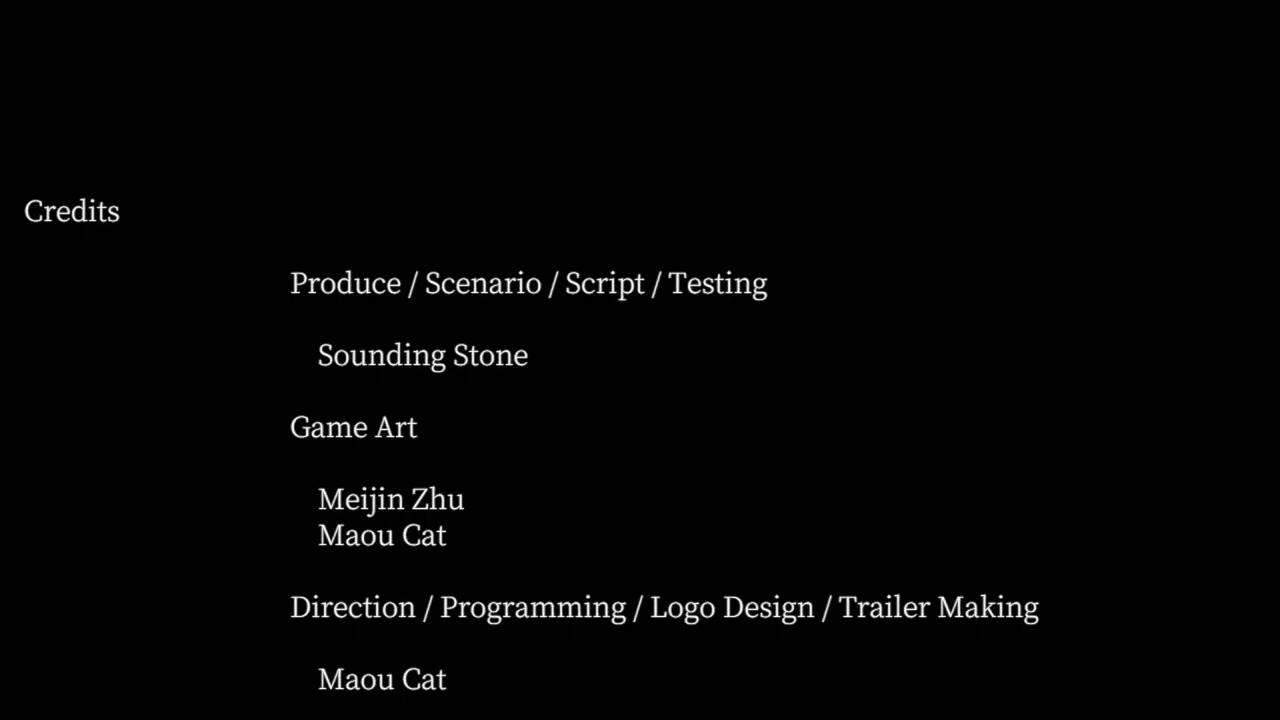 Credits
Produce / Scenario / Script / Testing
Sounding Stone
Game Art
Meijin Zhu
Maou Cat
Direction / Programming / Logo Design / Trailer Making
Maou Cat